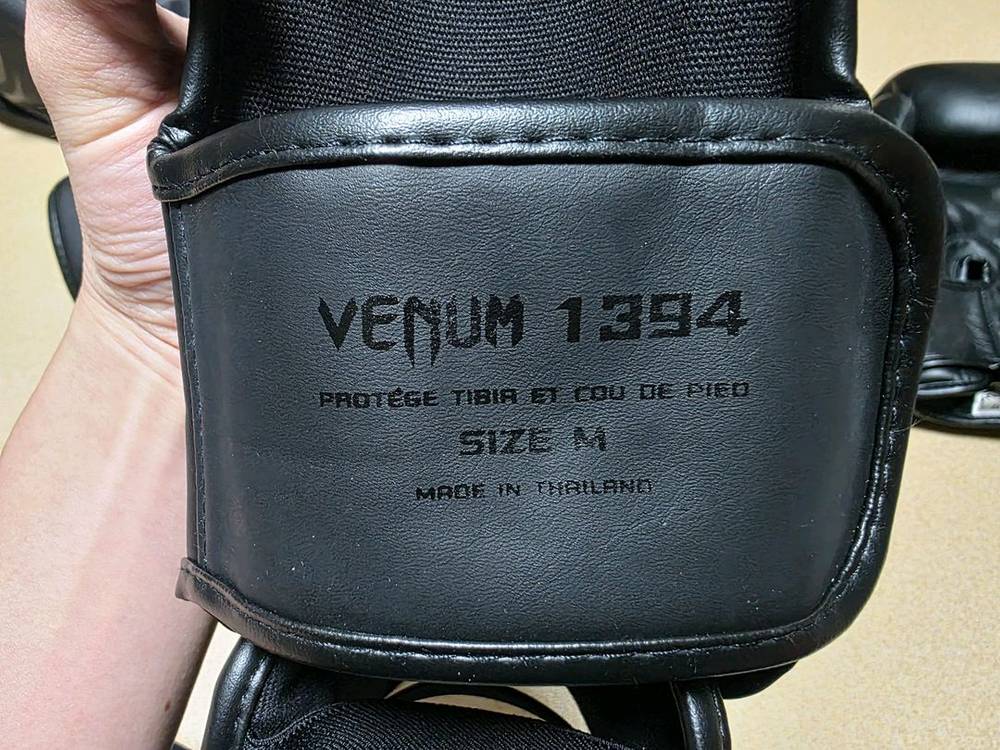 VENUM 1394
PROTÉGE TIBIA ET COU DE PIED
SIZE M
MADE IN THAILAND